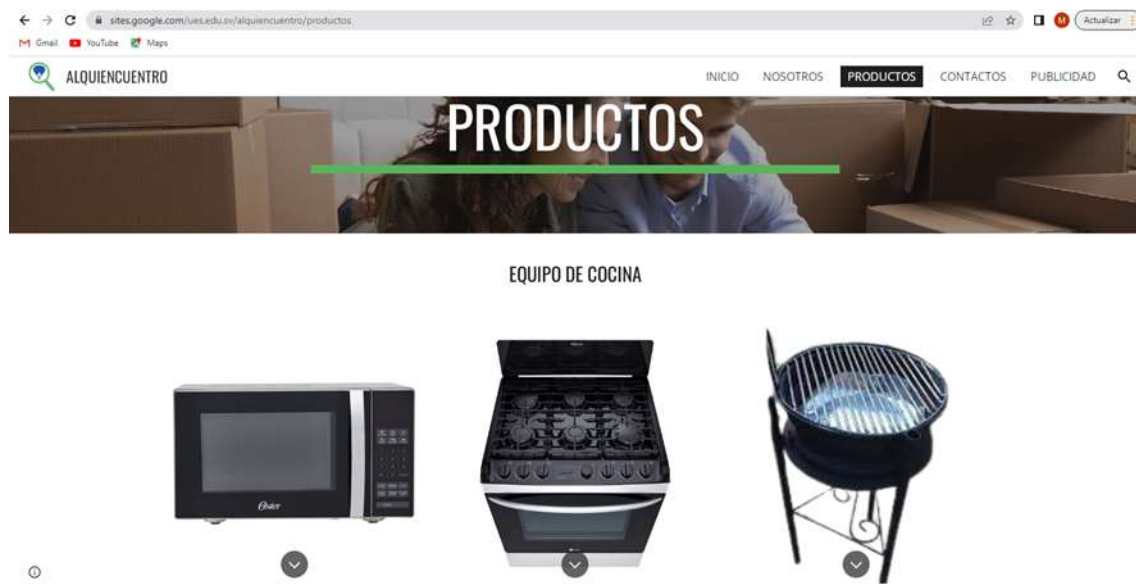 sites.google.com/ues.edu.sv/alquiencuentro/productos
Actualizar
M
Gmail YouTube Maps
ALQUIENCUENTRO
INICIO NOSOTROS PRODUCTOS CONTACTOS PUBLICIDAD
PRODUCTOS
EQUIPO DE COCINA
Oster